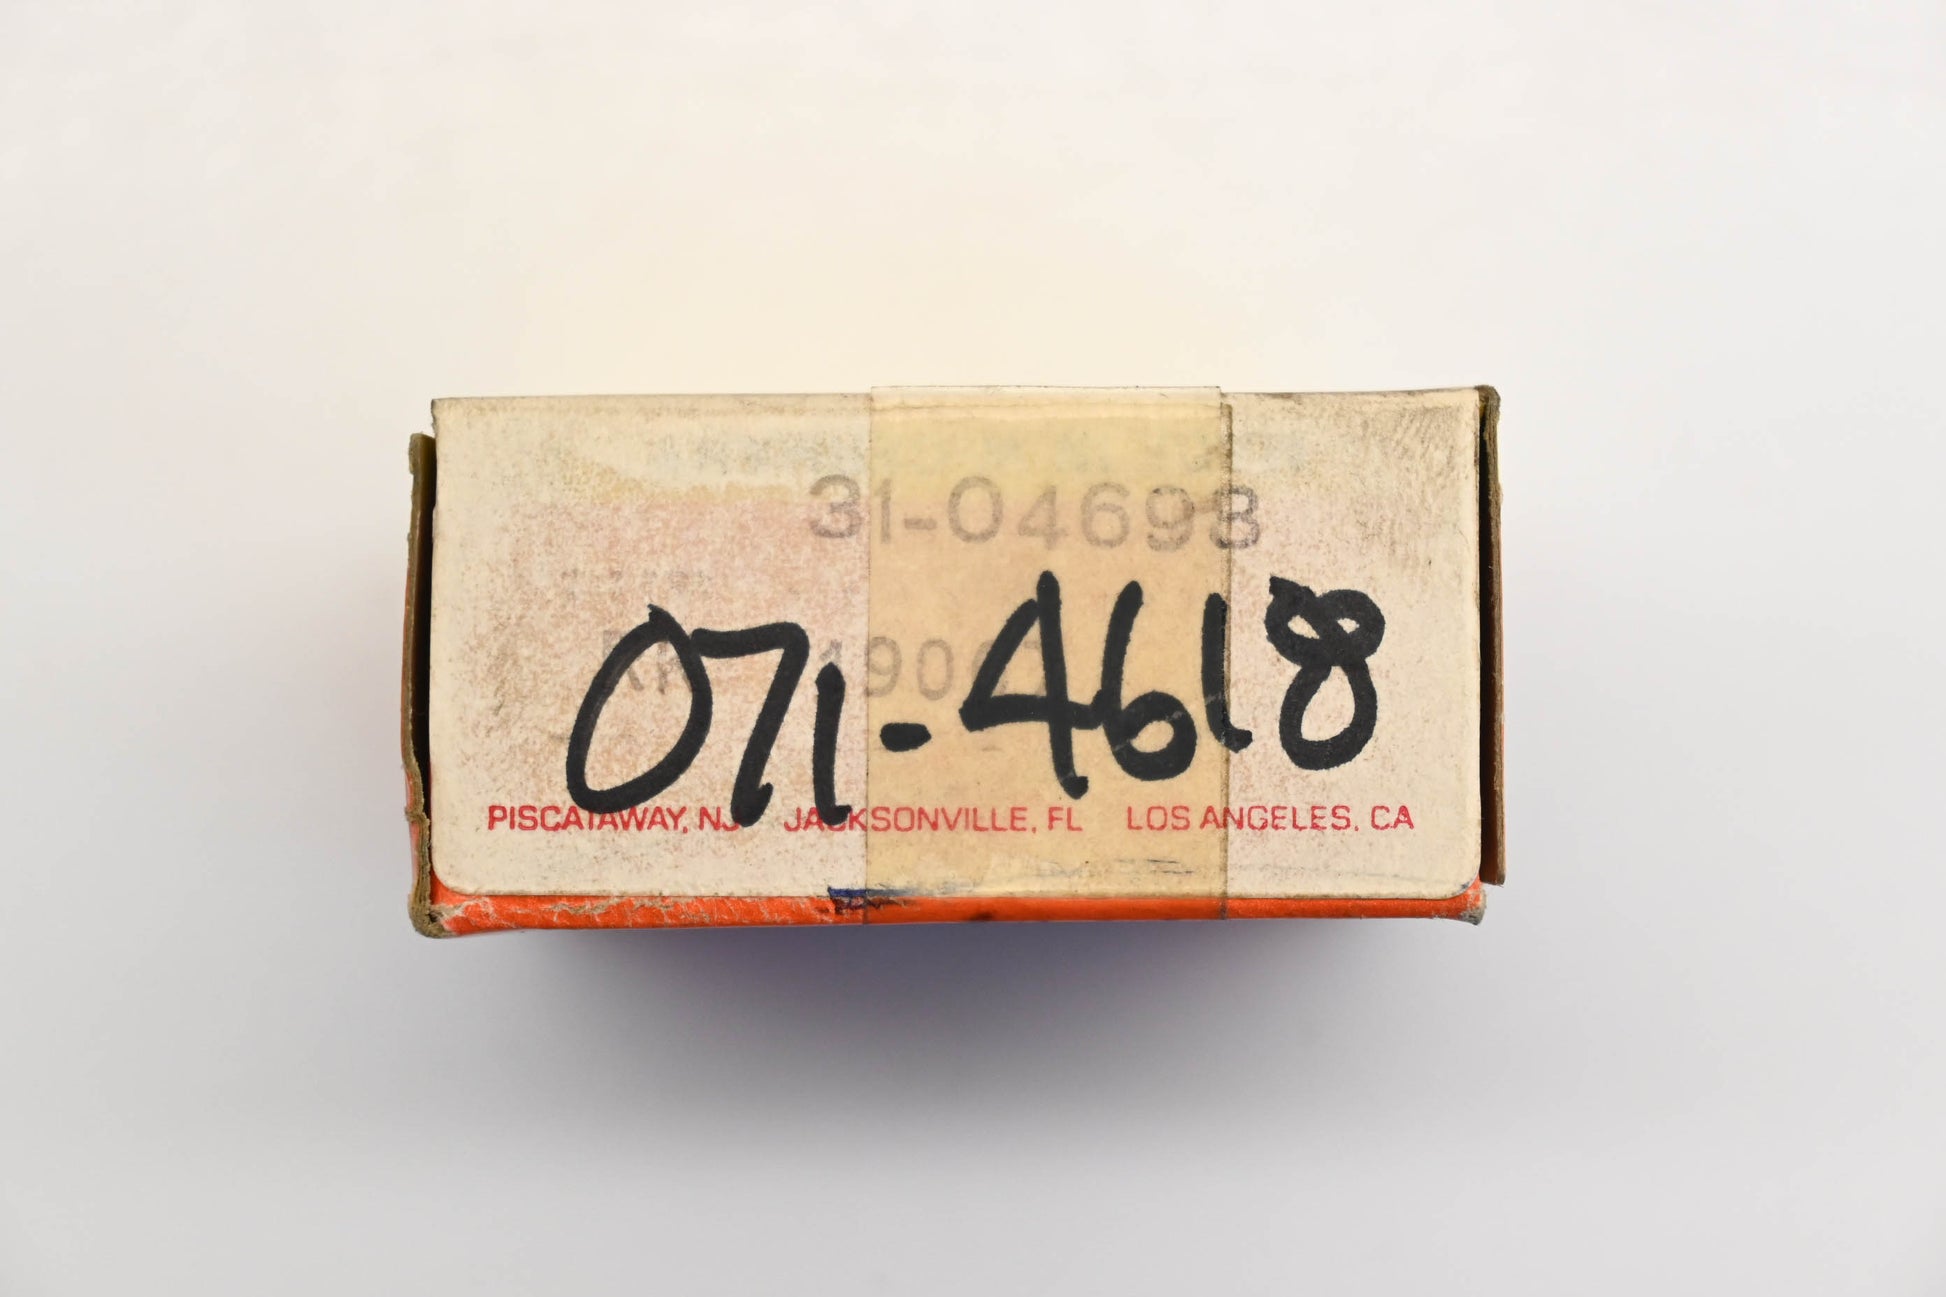 31-04698
071-4618
PISCATAWAY, NJ JACKSONVILLE, FL LOS ANGELES, CA